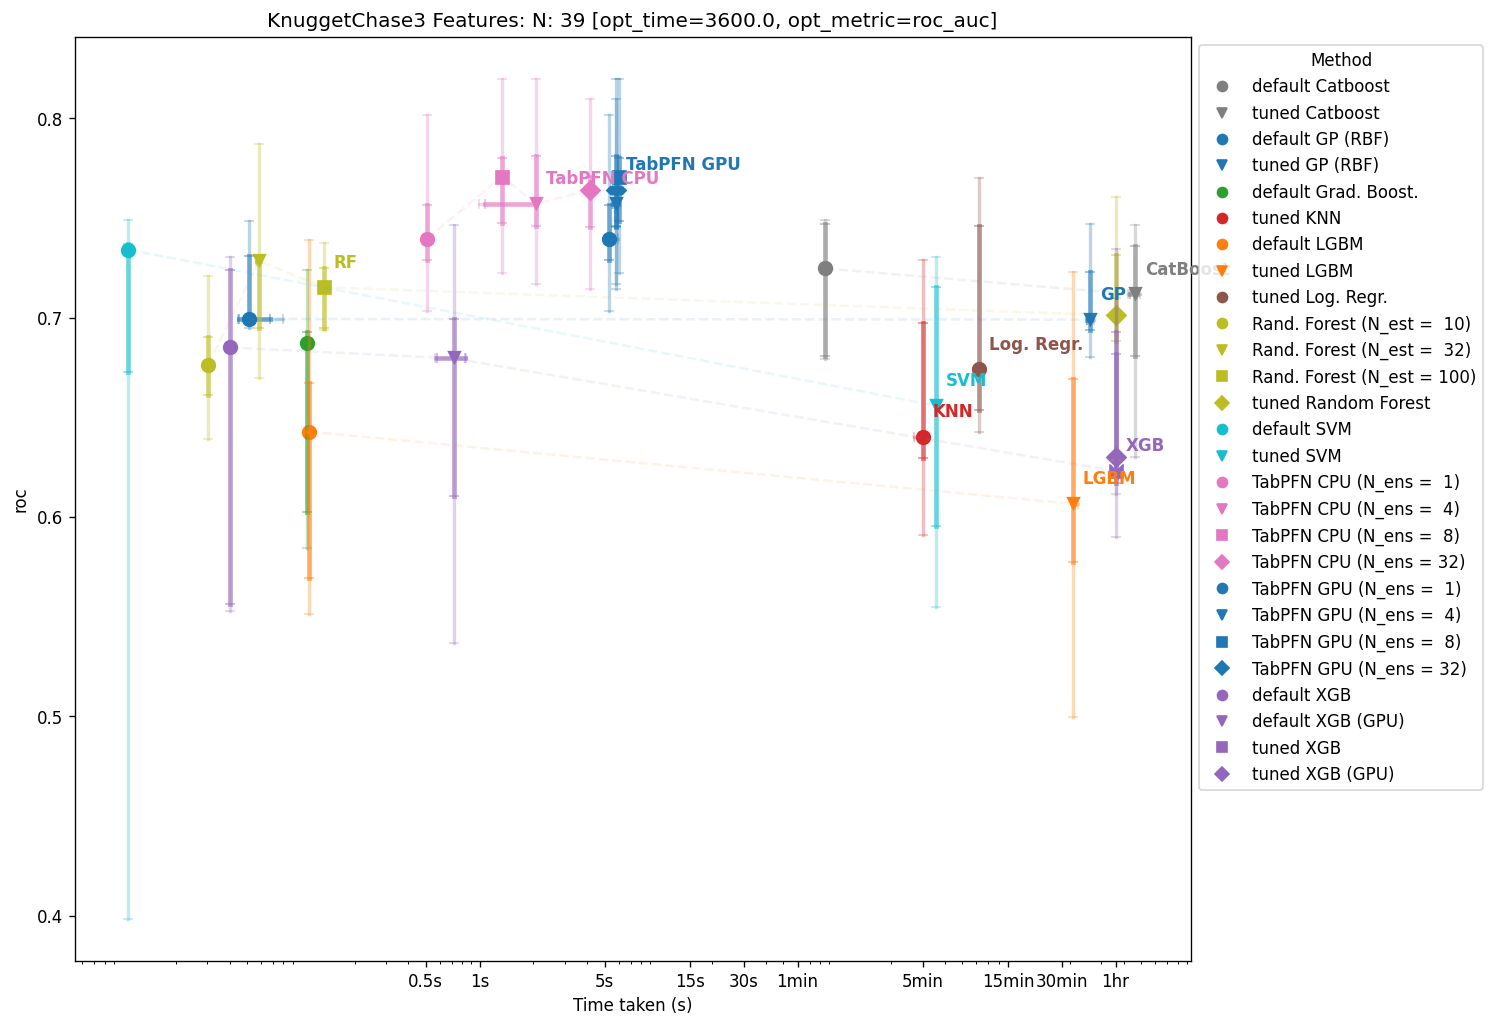 KnuggetChase3 Features: N: 39 [opt_time=3600.0, opt_metric=roc_auc]
roc
0.8
0.7
0.6
0.5
0.4
TabPFN GPU
TabPFN CPU
RF
CatBoost
GP
Log. Regr.
SVM
KNN
XGB
LGBM
0.5s 1s 5s 15s 30s 1min 5min 15min 30min 1hr
Time taken (s)
Method
default Catboost
tuned Catboost
default GP (RBF)
tuned GP (RBF)
default Grad. Boost.
tuned KNN
default LGBM
tuned LGBM
tuned Log. Regr.
Rand. Forest (N_est =  10)
Rand. Forest (N_est =  32)
Rand. Forest (N_est = 100)
tuned Random Forest
default SVM
tuned SVM
TabPFN CPU (N_ens =  1)
TabPFN CPU (N_ens =  4)
TabPFN CPU (N_ens =  8)
TabPFN CPU (N_ens = 32)
TabPFN GPU (N_ens =  1)
TabPFN GPU (N_ens =  4)
TabPFN GPU (N_ens =  8)
TabPFN GPU (N_ens = 32)
default XGB
default XGB (GPU)
tuned XGB
tuned XGB (GPU)